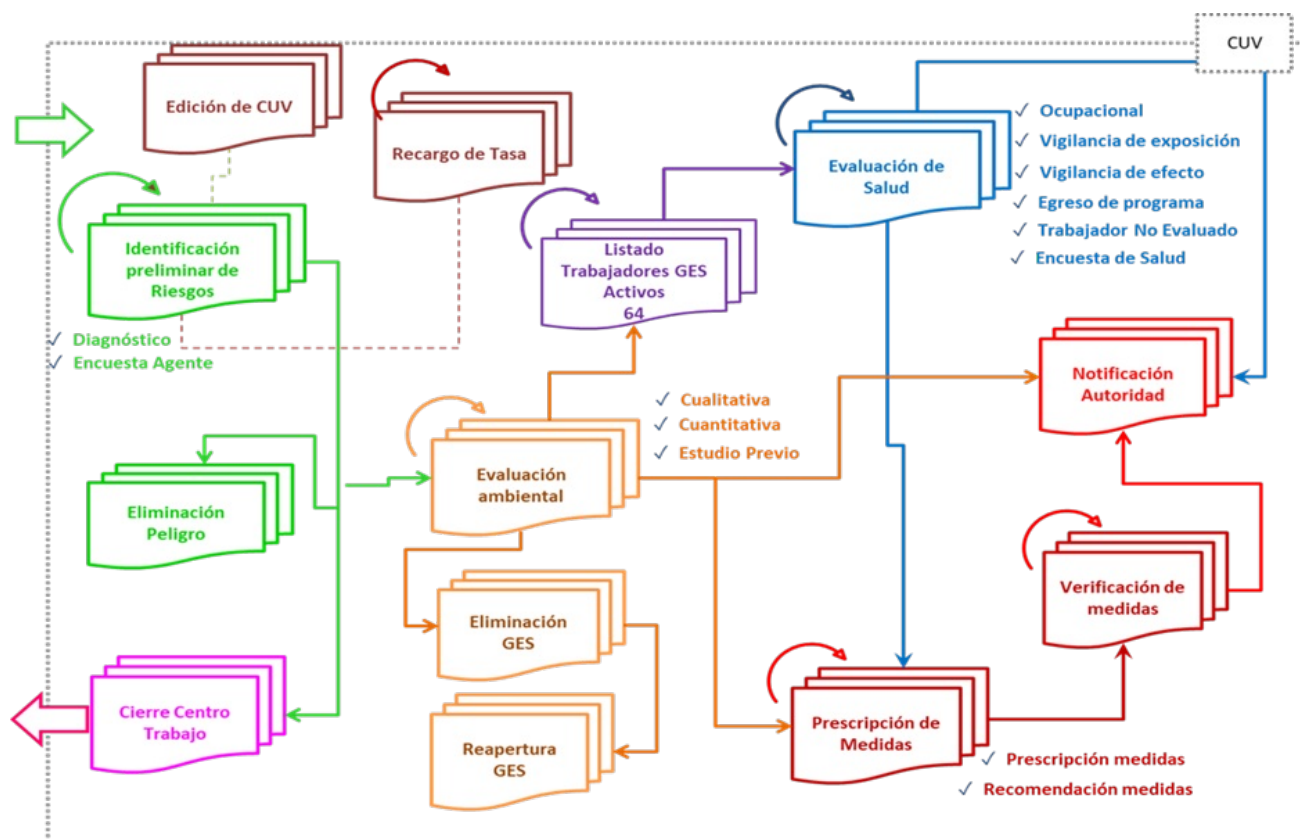 CUV
Edición de CUV
Recargo de Tasa
Evaluación de
Salud
✓ Ocupacional
✓ Vigilancia de exposición
✓ Vigilancia de efecto
✓ Egreso de programa
✓ Trabajador No Evaluado
✓ Encuesta de Salud
Identificación
preliminar de
Riesgos
✓ Diagnóstico
✓ Encuesta Agente
Listado
Trabajadores GES
Activos
64
Notificación
Autoridad
✓ Cualitativa
✓ Cuantitativa
✓ Estudio Previo
Evaluación
ambiental
Eliminación
Peligro
Eliminación
GES
Verificación de
medidas
Cierre Centro
Trabajo
Reapertura
GES
Prescripción de
Medidas
✓ Prescripción medidas
✓ Recomendación medidas